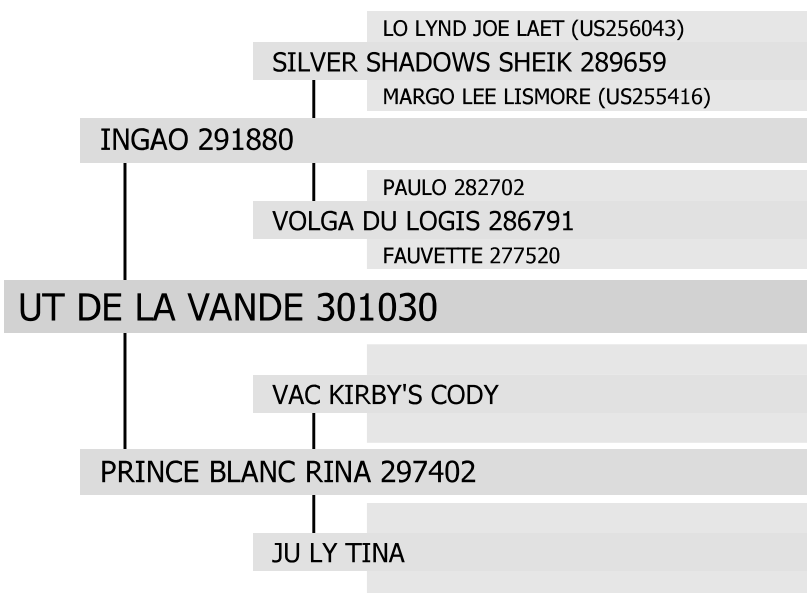 LO LYND JOE LAET (US256043)
SILVER SHADOWS SHEIK 289659
MARGO LEE LISMORE (US255416)
INGAO 291880
PAULO 282702
VOLGA DU LOGIS 286791
FAUVETTE 277520
UT DE LA VANDE 301030
VAC KIRBY'S CODY
PRINCE BLANC RINA 297402
JU LY TINA